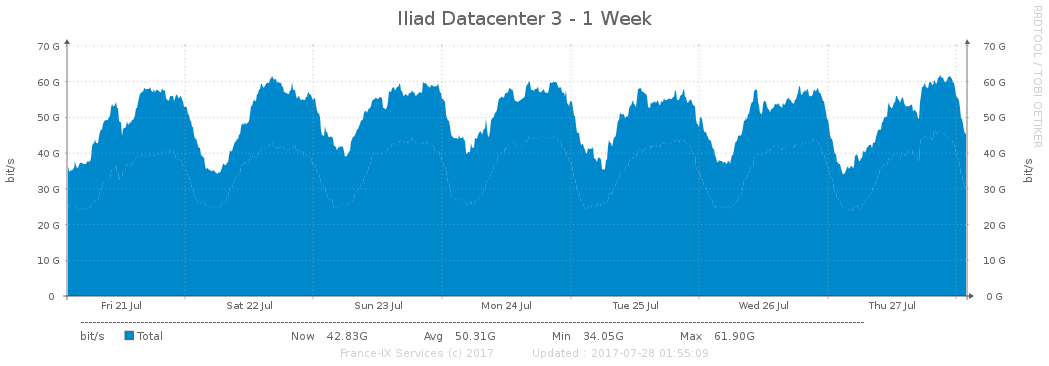 Iliad Datacenter 3 - 1 Week
RRDTOOL / TOBI OETIKER
70 G 70 G
60 G 60 G
50 G 50 G
40 G 40 G
30 G 30 G
20 G 20 G
10 G 10 G
0 0 G
bit/s
bit/s
Fri 21 Jul Sat 22 Jul Sun 23 Jul Mon 24 Jul Tue 25 Jul Wed 26 Jul Thu 27 Jul
bit/s Total Now 42.83G Avg 50.31G Min 34.05G Max 61.90G
France-IX Services (c) 2017 Updated : 2017-07-28 01:55:09